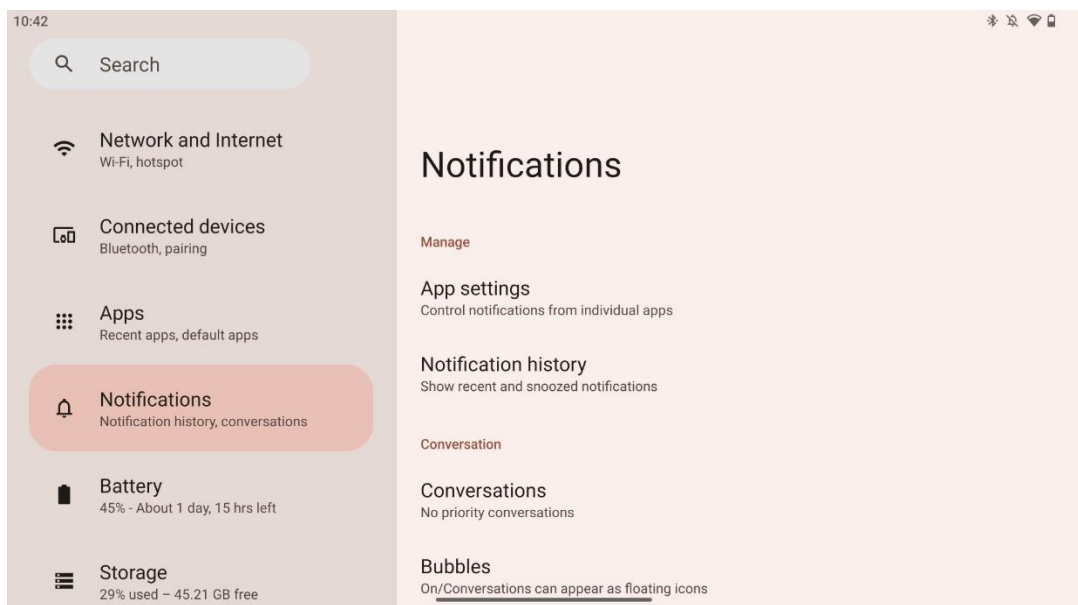 10:42
Search
Network and Internet
Wi-Fi, hotspot
Connected devices
Bluetooth, pairing
Apps
Recent apps, default apps
Notifications
Notification history, conversations
Battery
45% - About 1 day, 15 hrs left
Storage
29% used – 45.21 GB free
Notifications
Manage
App settings
Control notifications from individual apps
Notification history
Show recent and snoozed notifications
Conversation
Conversations
No priority conversations
Bubbles
On/Conversations can appear as floating icons